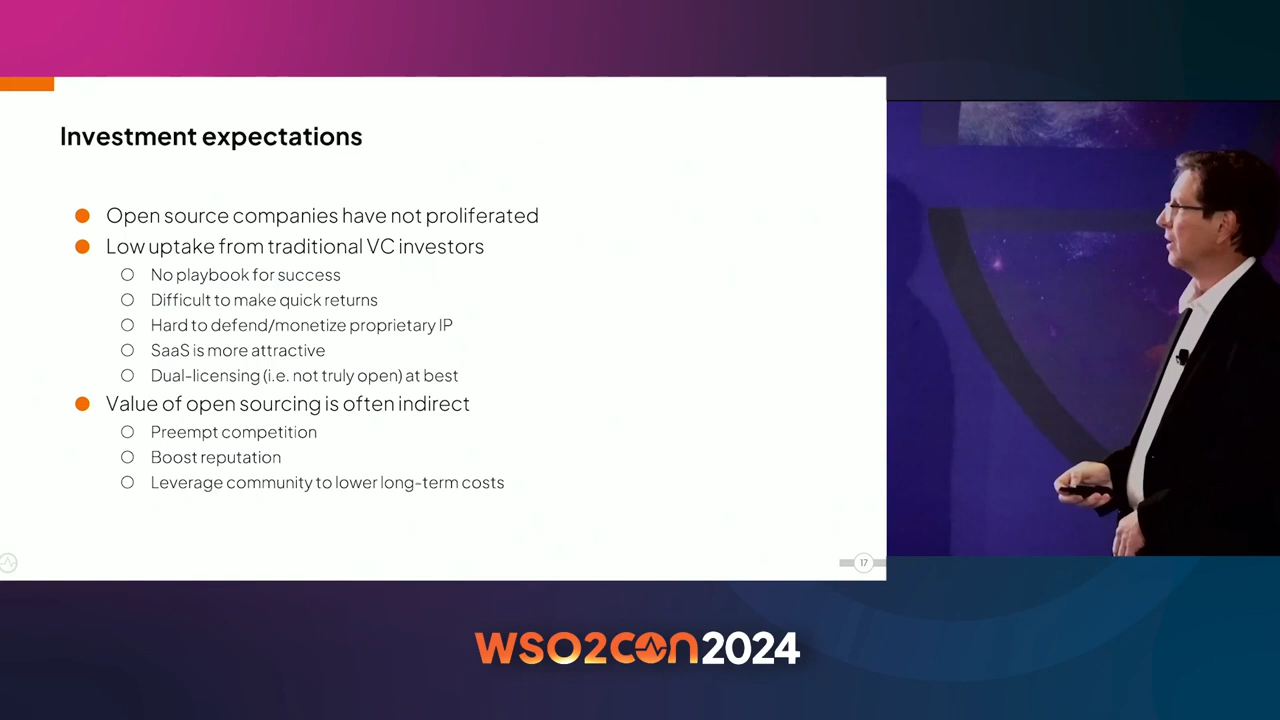 Investment expectations
Open source companies have not proliferated
Low uptake from traditional VC investors
No playbook for success
Difficult to make quick returns
Hard to defend/monetize proprietary IP
SaaS is more attractive
Dual-licensing (i.e. not truly open) at best
Value of open sourcing is often indirect
Preempt competition
Boost reputation
Leverage community to lower long-term costs
17
WSO2CON2024